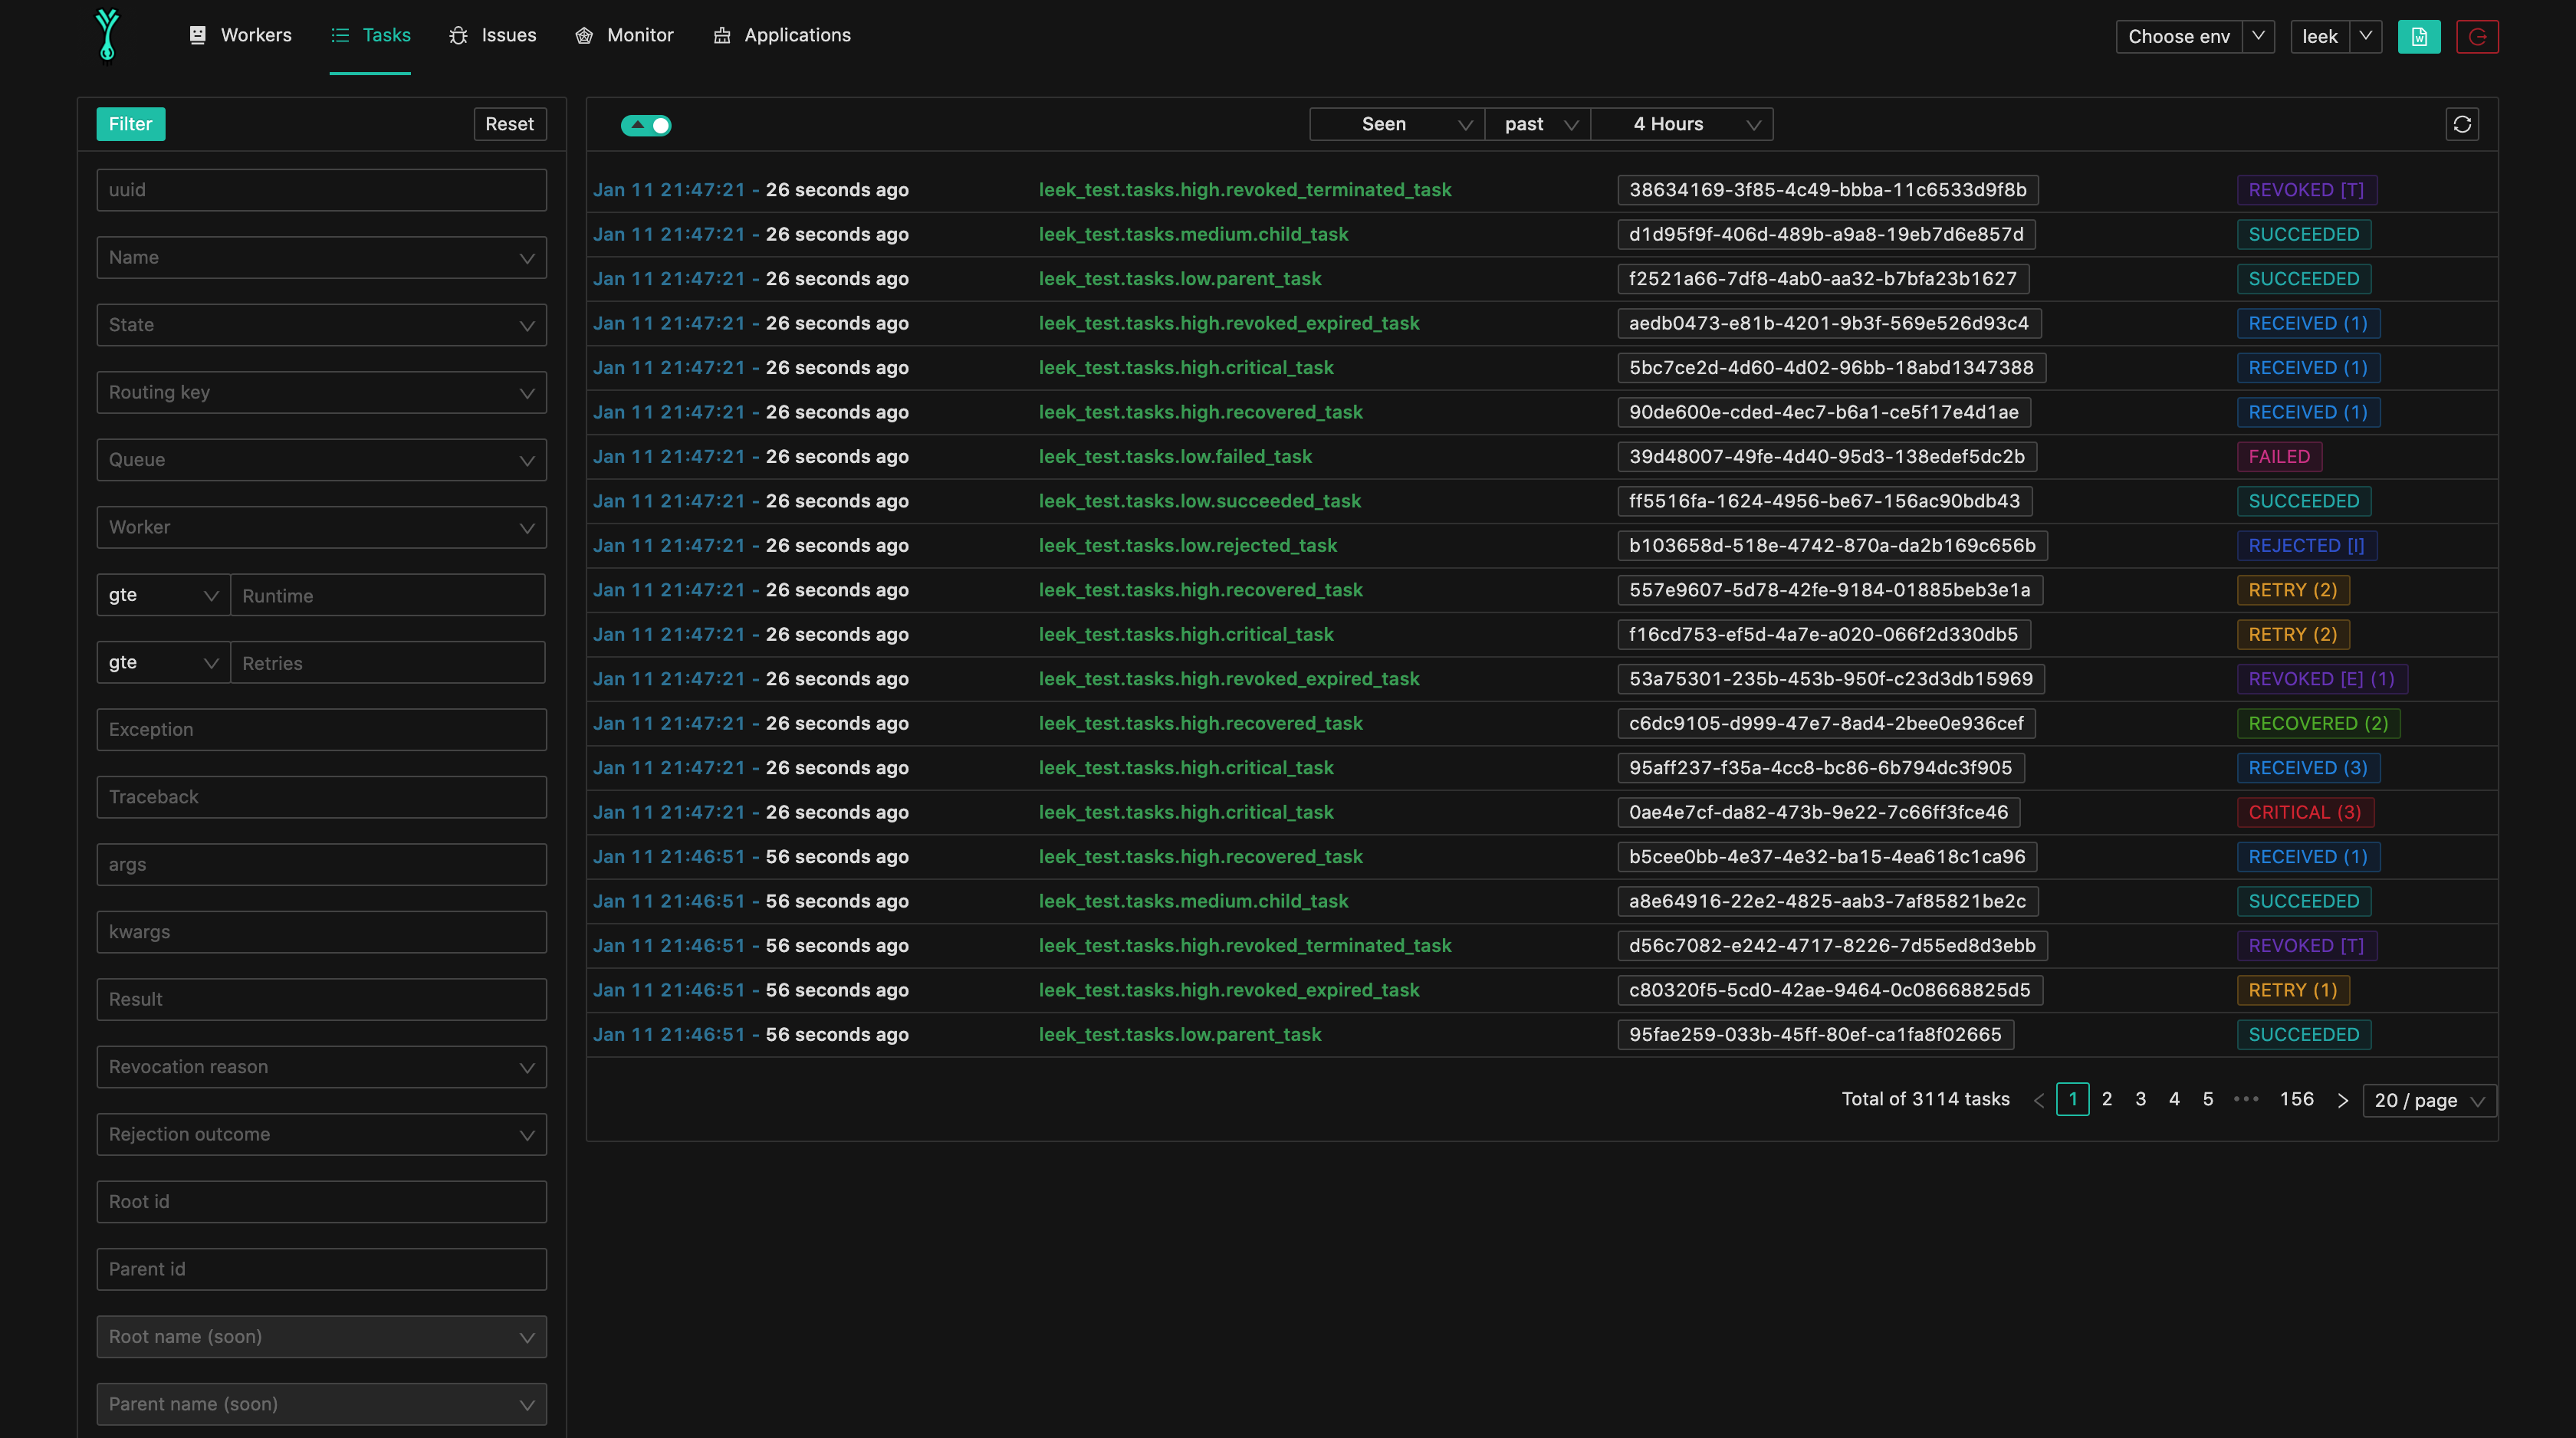 Workers Tasks Issues Monitor Applications Choose env leek
Filter Reset
uuid
Name
State
Routing key
Queue
Worker
gte Runtime
gte Retries
Exception
Traceback
args
kwargs
Result
Revocation reason
Rejection outcome
Root id
Parent id
Root name (soon)
Parent name (soon)
Seen past 4 Hours
Jan 11 21:47:21 - 26 seconds ago leek_test.tasks.high.revoked_terminated_task 38634169-3f85-4c49-bbba-11c6533d9f8b REVOKED [T]
Jan 11 21:47:21 - 26 seconds ago leek_test.tasks.medium.child_task d1d95f9f-406d-489b-a9a8-19eb7d6e857d SUCCEEDED
Jan 11 21:47:21 - 26 seconds ago leek_test.tasks.low.parent_task f2521a66-7df8-4ab0-aa32-b7bfa23b1627 SUCCEEDED
Jan 11 21:47:21 - 26 seconds ago leek_test.tasks.high.revoked_expired_task aedb0473-e81b-4201-9b3f-569e526d93c4 RECEIVED (1)
Jan 11 21:47:21 - 26 seconds ago leek_test.tasks.high.critical_task 5bc7ce2d-4d60-4d02-96bb-18abd1347388 RECEIVED (1)
Jan 11 21:47:21 - 26 seconds ago leek_test.tasks.high.recovered_task 90de600e-cded-4ec7-b6a1-ce5f17e4d1ae RECEIVED (1)
Jan 11 21:47:21 - 26 seconds ago leek_test.tasks.low.failed_task 39d48007-49fe-4d40-95d3-138edef5dc2b FAILED
Jan 11 21:47:21 - 26 seconds ago leek_test.tasks.low.succeeded_task ff5516fa-1624-4956-be67-156ac90bdb43 SUCCEEDED
Jan 11 21:47:21 - 26 seconds ago leek_test.tasks.low.rejected_task b103658d-518e-4742-870a-da2b169c656b REJECTED [I]
Jan 11 21:47:21 - 26 seconds ago leek_test.tasks.high.recovered_task 557e9607-5d78-42fe-9184-01885beb3e1a RETRY (2)
Jan 11 21:47:21 - 26 seconds ago leek_test.tasks.high.critical_task f16cd753-ef5d-4a7e-a020-066f2d330db5 RETRY (2)
Jan 11 21:47:21 - 26 seconds ago leek_test.tasks.high.revoked_expired_task 53a75301-235b-453b-950f-c23d3db15969 REVOKED [E] (1)
Jan 11 21:47:21 - 26 seconds ago leek_test.tasks.high.recovered_task c6dc9105-d999-47e7-8ad4-2bee0e936cef RECOVERED (2)
Jan 11 21:47:21 - 26 seconds ago leek_test.tasks.high.critical_task 95aff237-f35a-4cc8-bc86-6b794dc3f905 RECEIVED (3)
Jan 11 21:47:21 - 26 seconds ago leek_test.tasks.high.critical_task 0ae4e7cf-da82-473b-9e22-7c66ff3fce46 CRITICAL (3)
Jan 11 21:46:51 - 56 seconds ago leek_test.tasks.high.recovered_task b5cee0bb-4e37-4e32-ba15-4ea618c1ca96 RECEIVED (1)
Jan 11 21:46:51 - 56 seconds ago leek_test.tasks.medium.child_task a8e64916-22e2-4825-aab3-7af85821be2c SUCCEEDED
Jan 11 21:46:51 - 56 seconds ago leek_test.tasks.high.revoked_terminated_task d56c7082-e242-4717-8226-7d55ed8d3ebb REVOKED [T]
Jan 11 21:46:51 - 56 seconds ago leek_test.tasks.high.revoked_expired_task c80320f5-5cd0-42ae-9464-0c08668825d5 RETRY (1)
Jan 11 21:46:51 - 56 seconds ago leek_test.tasks.low.parent_task 95fae259-033b-45ff-80ef-ca1fa8f02665 SUCCEEDED
Total of 3114 tasks < 1 2 3 4 5 ••• 156 > 20 / page